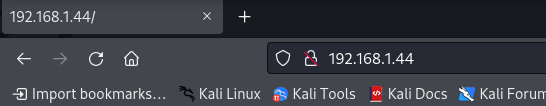 192.168.1.44/
192.168.1.44
Import bookmarks… Kali Linux Kali Tools Kali Docs Kali Forum